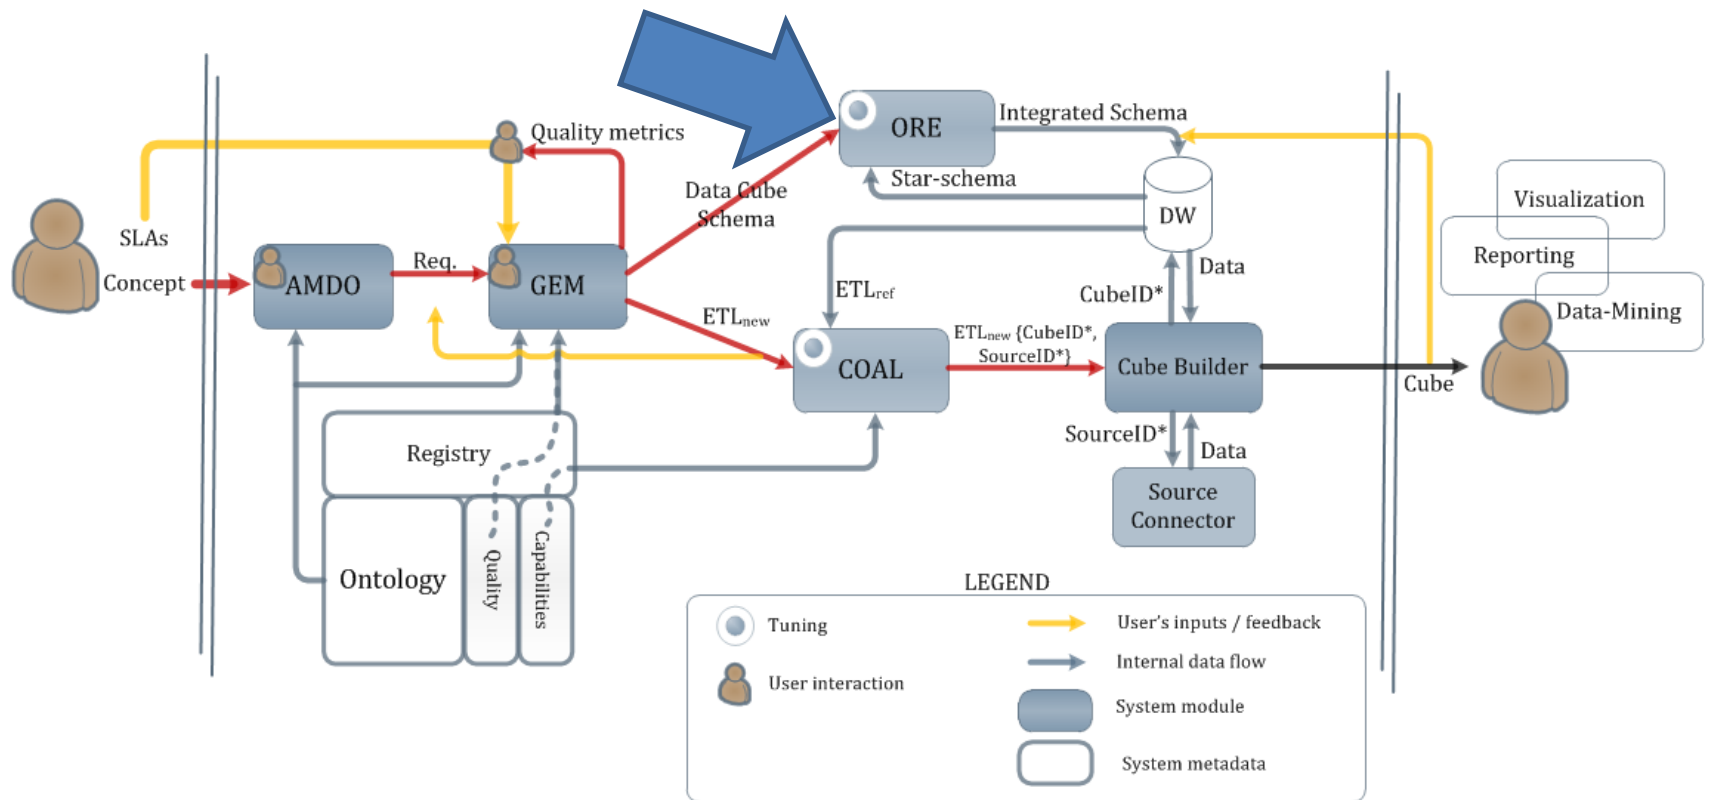 ORE
Integrated Schema
Quality metrics
Data Cube
Schema
Star-schema
DW
Visualization
Reporting
Data-Mining
SLAs
Concept
AMDO
Req.
GEM
ETLnew
ETLref
CubeID*
Data
COAL
ETLnew {CubeID*,
SourceID*}
Cube Builder
Cube
SourceID*
Data
Source
Connector
Registry
Ontology
Quality
Capabilities
LEGEND
Tuning
User interaction
User's inputs / feedback
Internal data flow
System module
System metadata